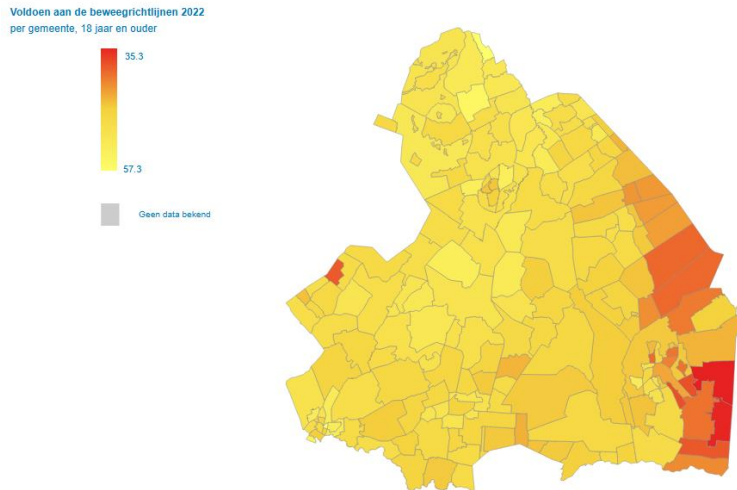 Voldoen aan de beweegrichtlijnen 2022
per gemeente, 18 jaar en ouder
35.3
57.3
Geen data bekend